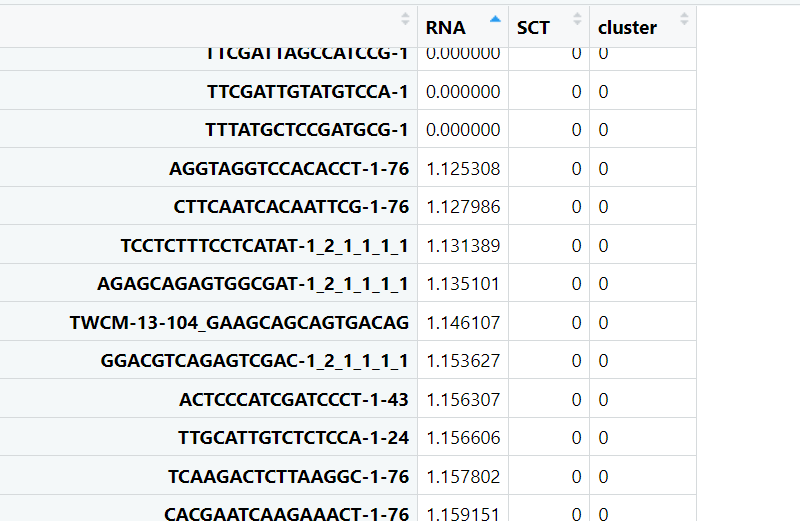 RNA SCT cluster
TTCGATTAGCCATCCG-1 0.000000 0 0
TTCGATTGTATGTCCA-1 0.000000 0 0
TTTATGCTCCGATGCG-1 0.000000 0 0
AGGTAGGTCCACACCT-1-76 1.125308 0 0
CTTCAATCACAATTCG-1-76 1.127986 0 0
TCCTCTTTCCTCATAT-1_2_1_1_1_1 1.131389 0 0
AGAGCAGAGTGGCGAT-1_2_1_1_1_1 1.135101 0 0
TWCM-13-104_GAAGCAGCAGTGACAG 1.146107 0 0
GGACGTCAGAGTCGAC-1_2_1_1_1_1 1.153627 0 0
ACTCCCATCGATCCCT-1-43 1.156307 0 0
TTGCATTGTCTCTCCA-1-24 1.156606 0 0
TCAAGACTCTTAAGGC-1-76 1.157802 0 0
CACGAATCAAGAAACT-1-76 1.159151 0 0